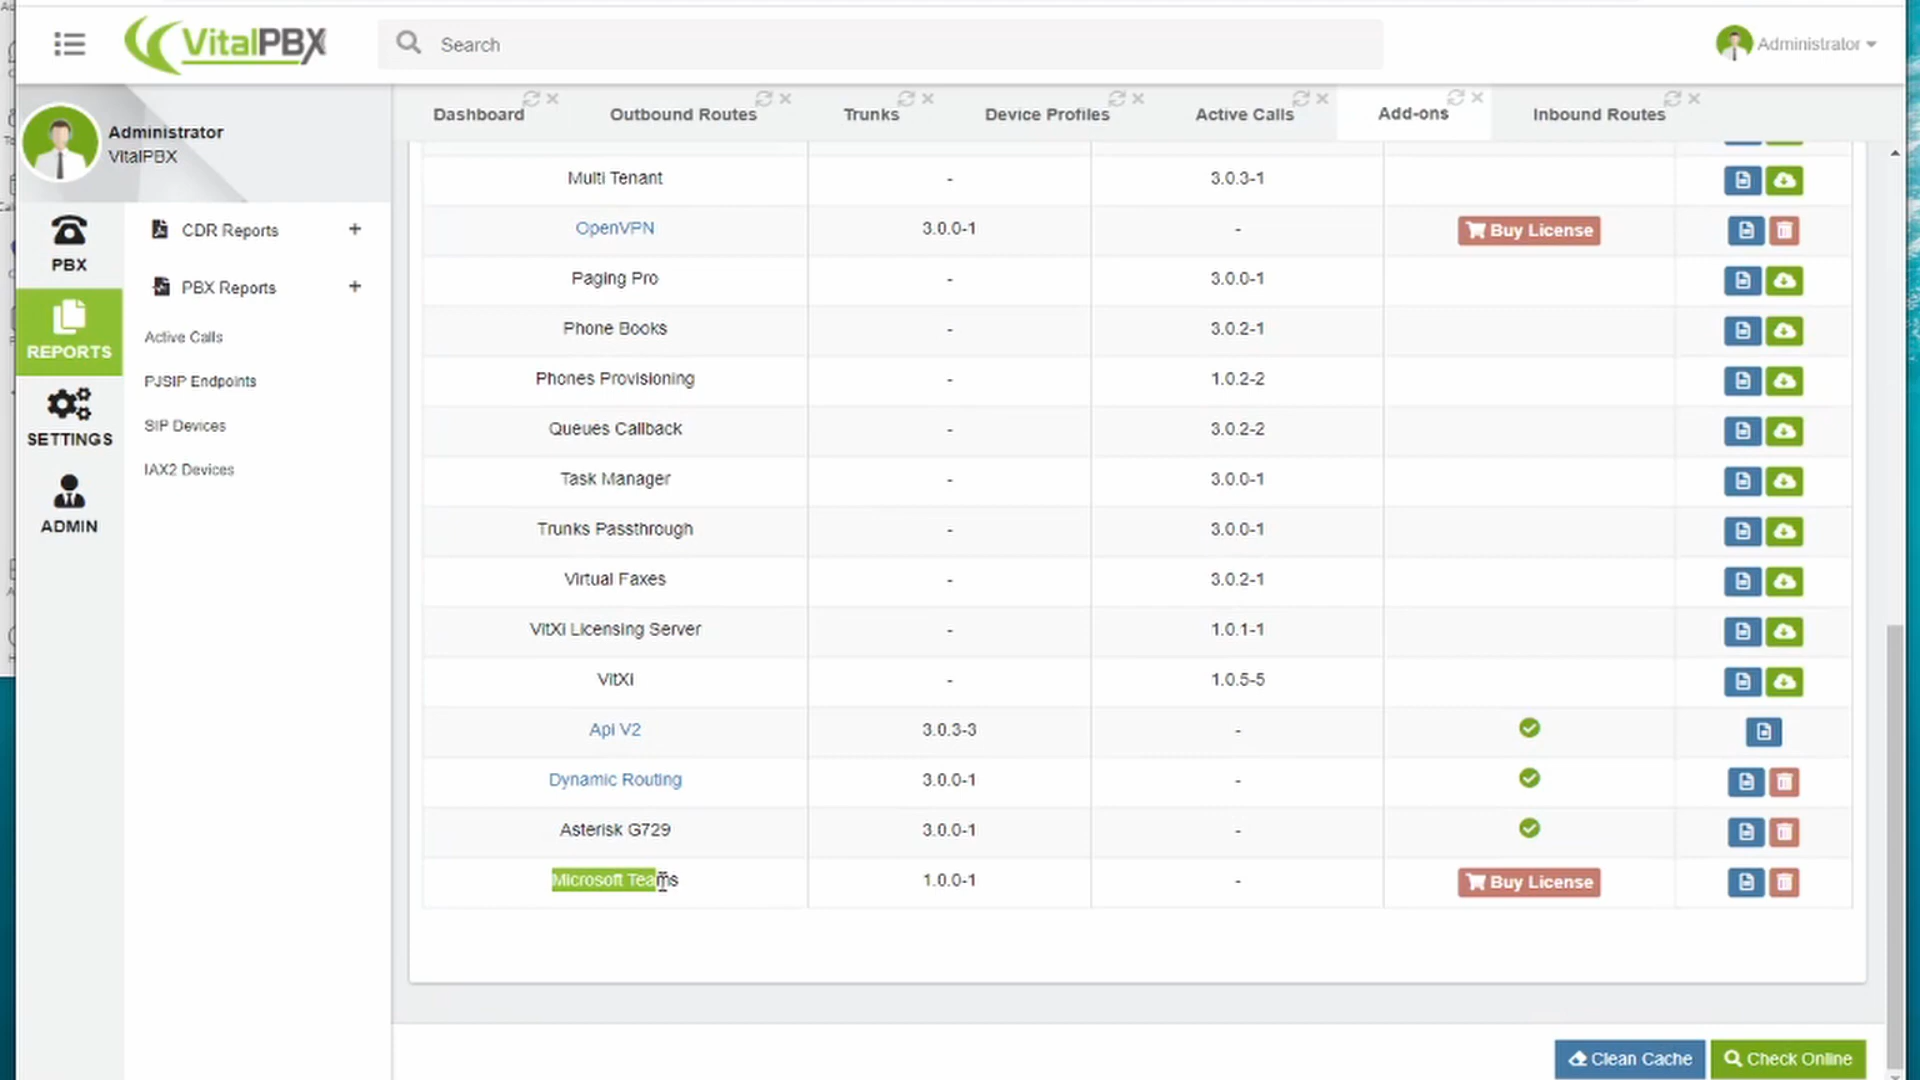 VitalPBX
Search
Administrator
Administrator
VitalPBX
PBX
REPORTS
SETTINGS
ADMIN
CDR Reports +
PBX Reports +
Active Calls
PJSIP Endpoints
SIP Devices
IAX2 Devices
Dashboard Outbound Routes Trunks Device Profiles Active Calls Add-ons Inbound Routes
Multi Tenant - 3.0.3-1
OpenVPN 3.0.0-1 - Buy License
Paging Pro - 3.0.0-1
Phone Books - 3.0.2-1
Phones Provisioning - 1.0.2-2
Queues Callback - 3.0.2-2
Task Manager - 3.0.0-1
Trunks Passthrough - 3.0.0-1
Virtual Faxes - 3.0.2-1
VitXi Licensing Server - 1.0.1-1
VitXi - 1.0.5-5
Api V2 3.0.3-3 -
Dynamic Routing 3.0.0-1 -
Asterisk G729 3.0.0-1 -
Microsoft Teams 1.0.0-1 - Buy License
Clean Cache Check Online